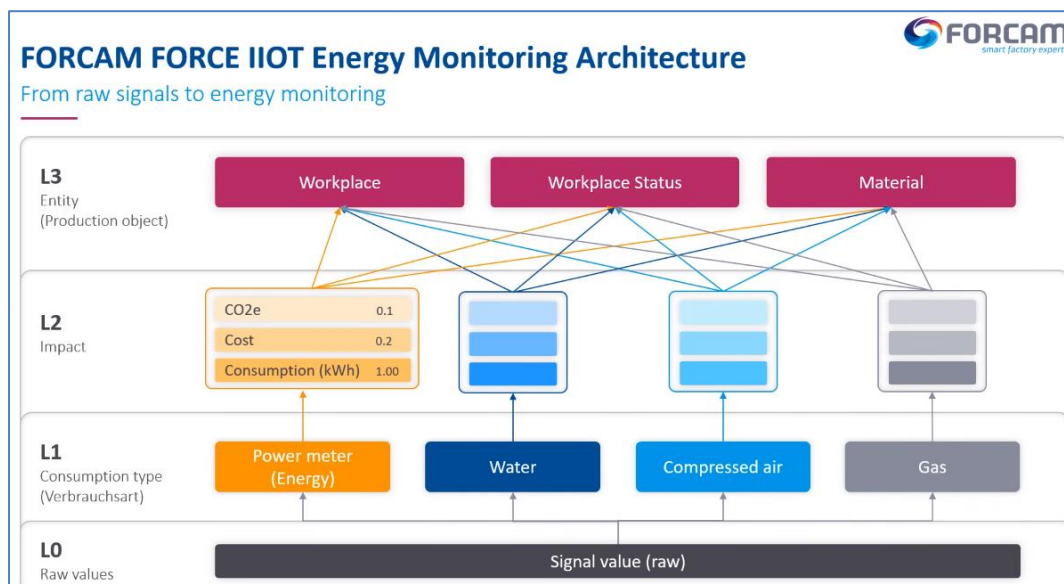 FORCAM
smart factory expert
FORCAM FORCE IIOT Energy Monitoring Architecture
From raw signals to energy monitoring
L3
Entity
(Production object)
Workplace
Workplace Status
Material
L2
Impact
CO2e 0.1
Cost 0.2
Consumption (kWh) 1.00
L1
Consumption type
(Verbrauchsart)
Power meter
(Energy)
Water
Compressed air
Gas
L0
Raw values
Signal value (raw)